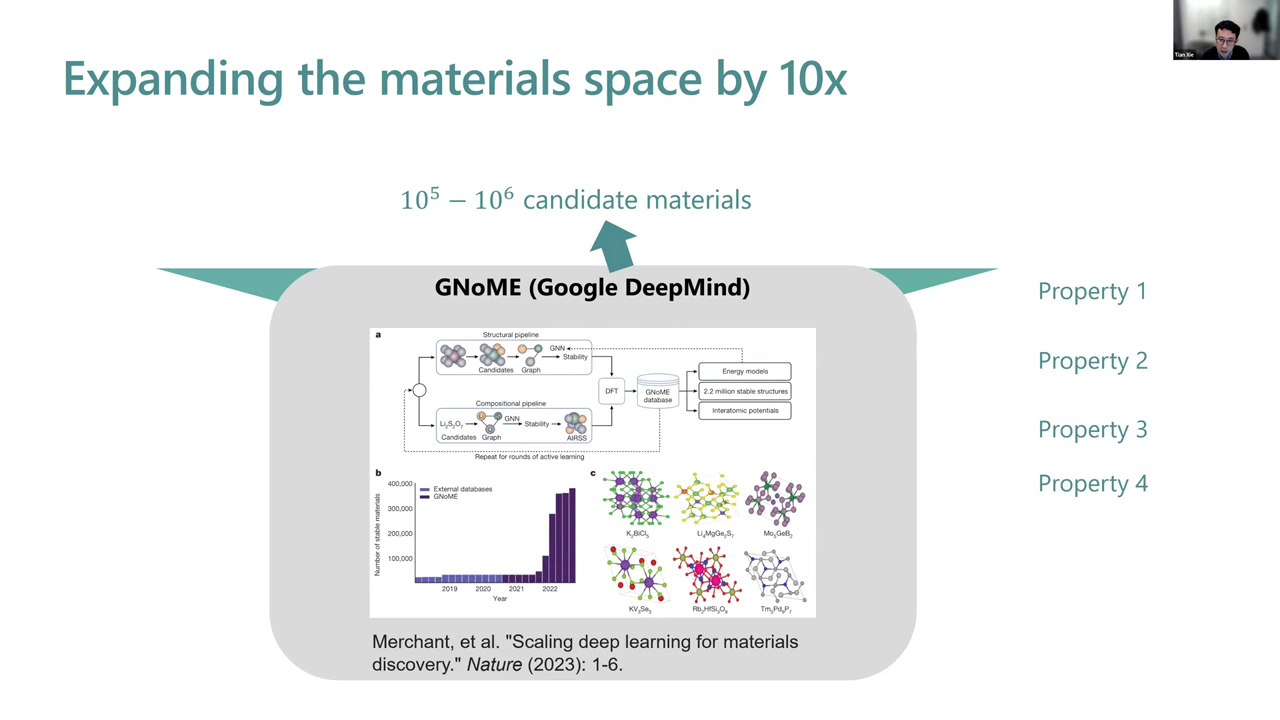 Tian Xie
Expanding the materials space by 10x
10⁵ − 10⁶ candidate materials
GNoME (Google DeepMind)
Property 1
Property 2
Property 3
Property 4
a
Structural pipeline
GNN
Stability
Candidates
Graph
Compositional pipeline
Li₂S₂O₇
Li
O
GNN
Stability
Candidates
Graph
AIRSS
DFT
GNoME
database
Energy models
2.2 million stable structures
Interatomic potentials
Repeat for rounds of active learning
b
Number of stable materials
400,000
300,000
200,000
100,000
External databases
GNoME
2019
2020
2021
2022
Year
c
Li₄MgGe₂S₇
Mo₅GeB₂
Rb₂HfSi₃O₉
Merchant, et al. "Scaling deep learning for materials
discovery." Nature (2023): 1-6.